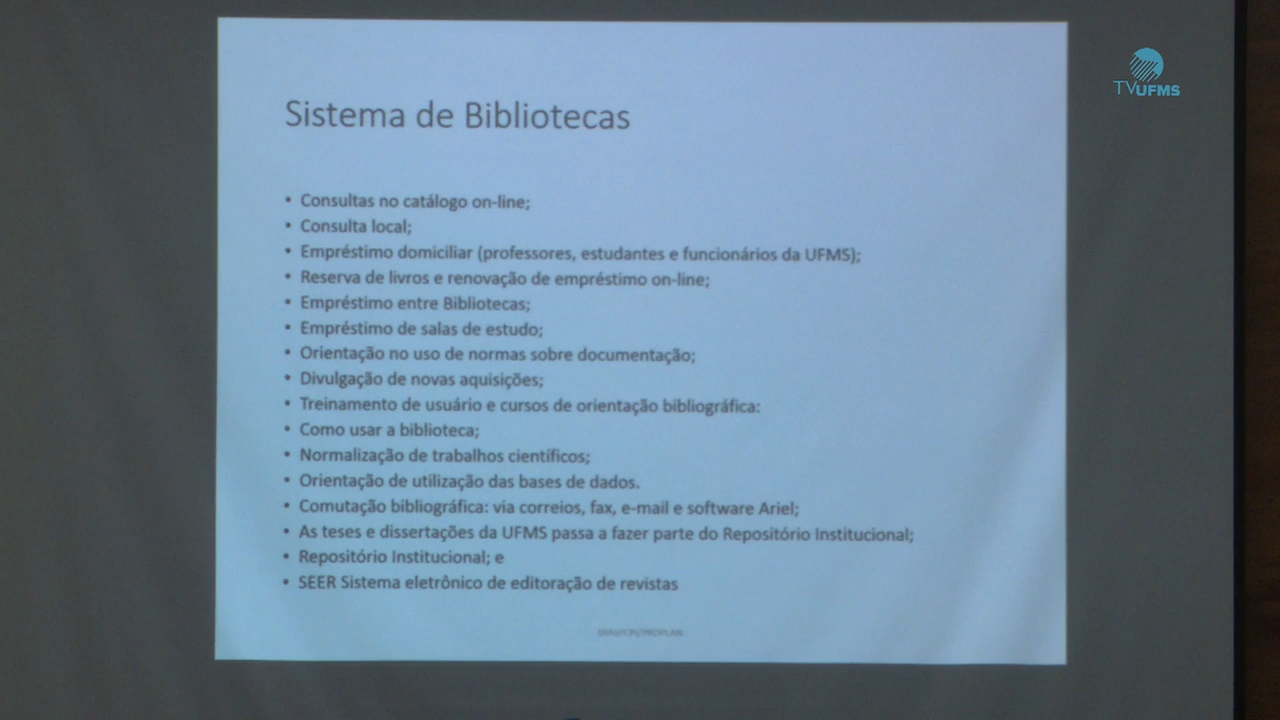 TVUFMS
Sistema de Bibliotecas
• Consultas no catálogo on-line;
• Consulta local;
• Empréstimo domiciliar (professores, estudantes e funcionários da UFMS);
• Reserva de livros e renovação de empréstimo on-line;
• Empréstimo entre Bibliotecas;
• Empréstimo de salas de estudo;
• Orientação no uso de normas sobre documentação;
• Divulgação de novas aquisições;
• Treinamento de usuário e cursos de orientação bibliográfica:
• Como usar a biblioteca;
• Normalização de trabalhos científicos;
• Orientação de utilização das bases de dados.
• Comutação bibliográfica: via correios, fax, e-mail e software Ariel;
• As teses e dissertações da UFMS passa a fazer parte do Repositório Institucional;
• Repositório Institucional; e
• SEER Sistema eletrônico de editoração de revistas